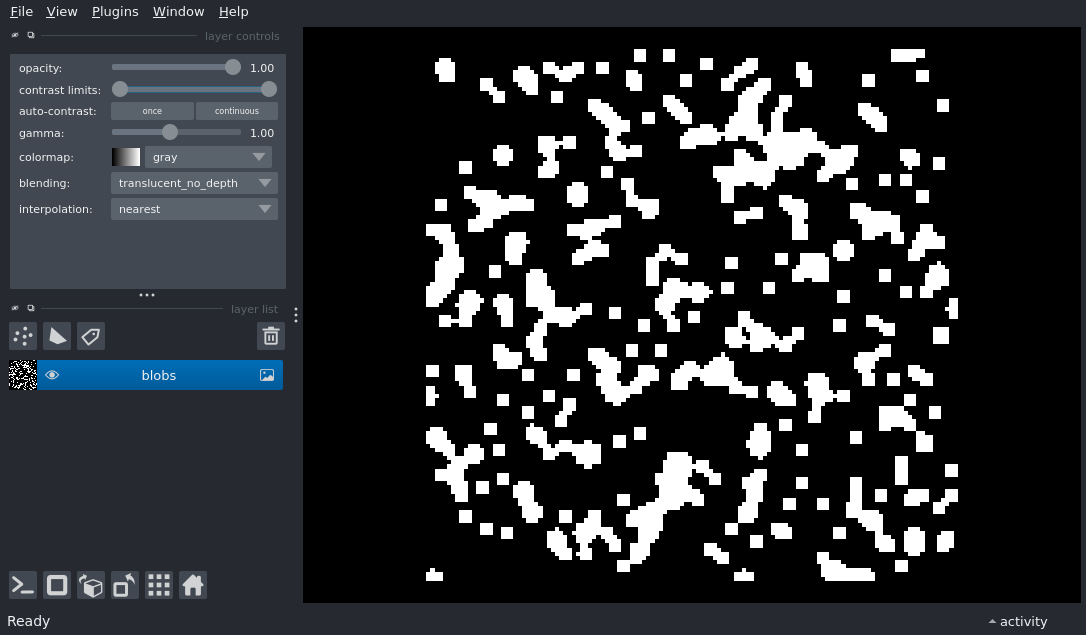 File View Plugins Window Help
layer controls
opacity: 1.00
contrast limits:
auto-contrast: once continuous
gamma: 1.00
colormap: gray
blending: translucent_no_depth
interpolation: nearest
layer list
blobs
Ready activity